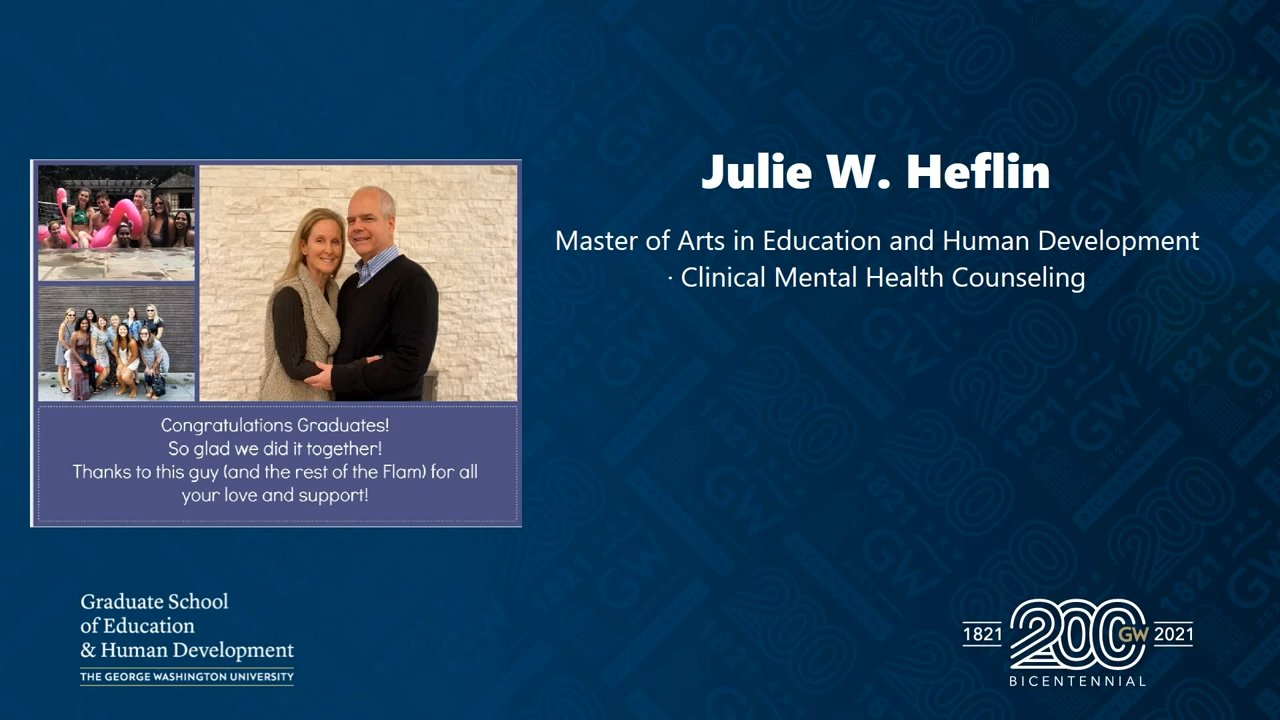 Julie W. Heflin
Master of Arts in Education and Human Development
· Clinical Mental Health Counseling
Congratulations Graduates!
So glad we did it together!
Thanks to this guy (and the rest of the Flam) for all
your love and support!
Graduate School
of Education
& Human Development
THE GEORGE WASHINGTON UNIVERSITY
1821 200 GW 2021
BICENTENNIAL